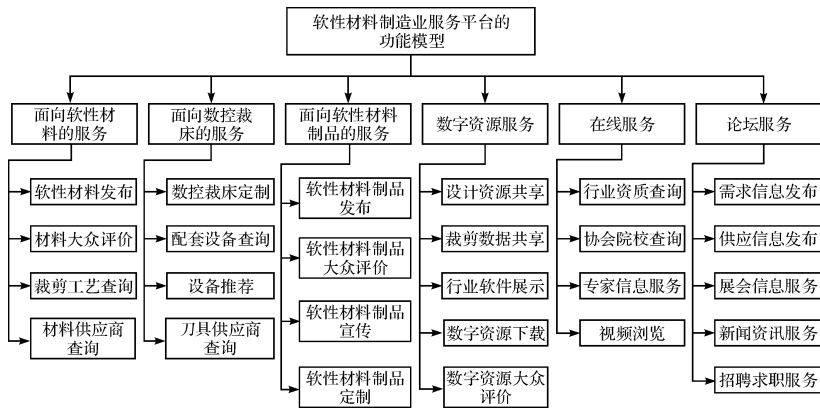 软性材料制造业服务平台的
功能模型
面向软性材
料的服务
面向数控裁
床的服务
面向软性材料
制品的服务
数字资源服务
在线服务
论坛服务
软性材料发布
材料大众评价
裁剪工艺查询
材料供应商
查询
数控裁床定制
配套设备查询
设备推荐
刀具供应商
查询
软性材料制品
发布
软性材料制品
大众评价
软性材料制品
宣传
软性材料制品
定制
设计资源共享
裁剪数据共享
行业软件展示
数字资源下载
数字资源大众
评价
行业资质查询
协会院校查询
专家信息服务
视频浏览
需求信息发布
供应信息发布
展会信息服务
新闻资讯服务
招聘求职服务